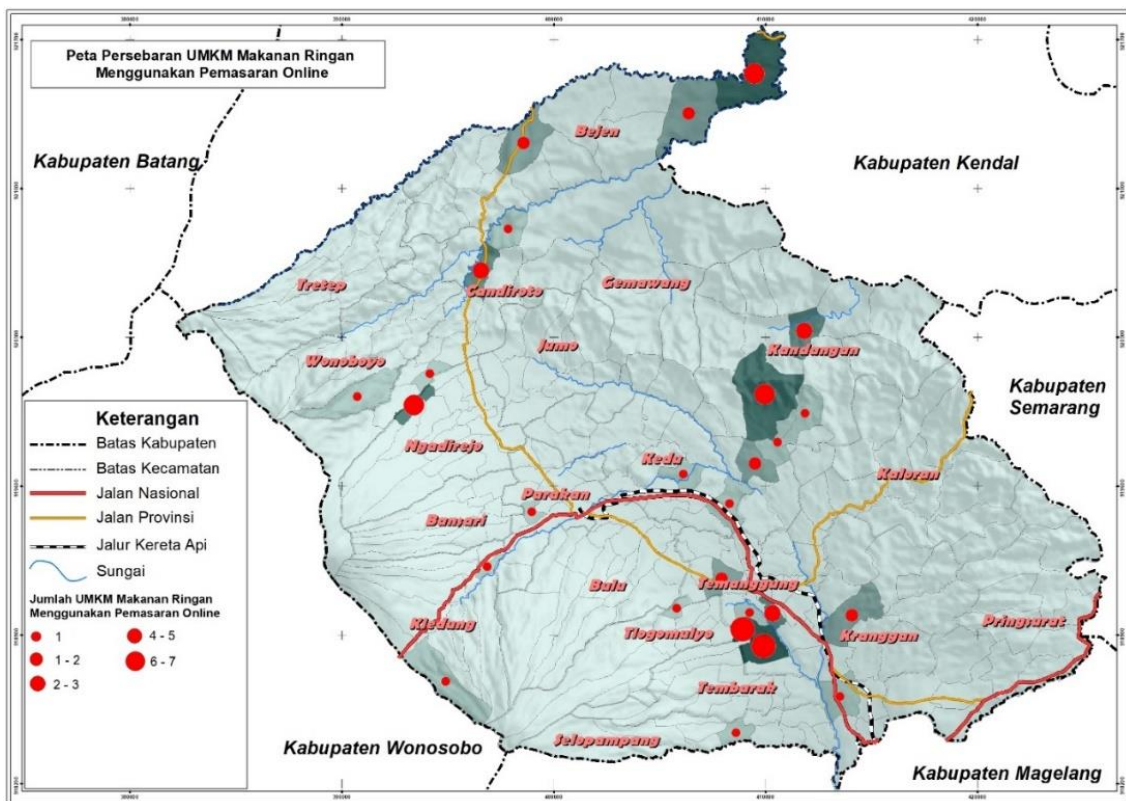 Peta Persebaran UMKM Makanan Ringan
Menggunakan Pemasaran Online
Kabupaten Batang
Kabupaten Kendal
Bejen
Tretep
Candiroto
Gemawang
Wonoboyo
Jumo
Kandangan
Kabupaten
Semarang
Ngadirejo
Kedu
Kaloran
Parakan
Bansari
Bulu
Temanggung
Kledung
Tlogomulyo
Kranggan
Pringsurat
Tembarak
Selopampang
Kabupaten Wonosobo
Kabupaten Magelang
Keterangan
Batas Kabupaten
Batas Kecamatan
Jalan Nasional
Jalan Provinsi
Jalur Kereta Api
Sungai
Jumlah UMKM Makanan Ringan
Menggunakan Pemasaran Online
1
4 - 5
1 - 2
6 - 7
2 - 3